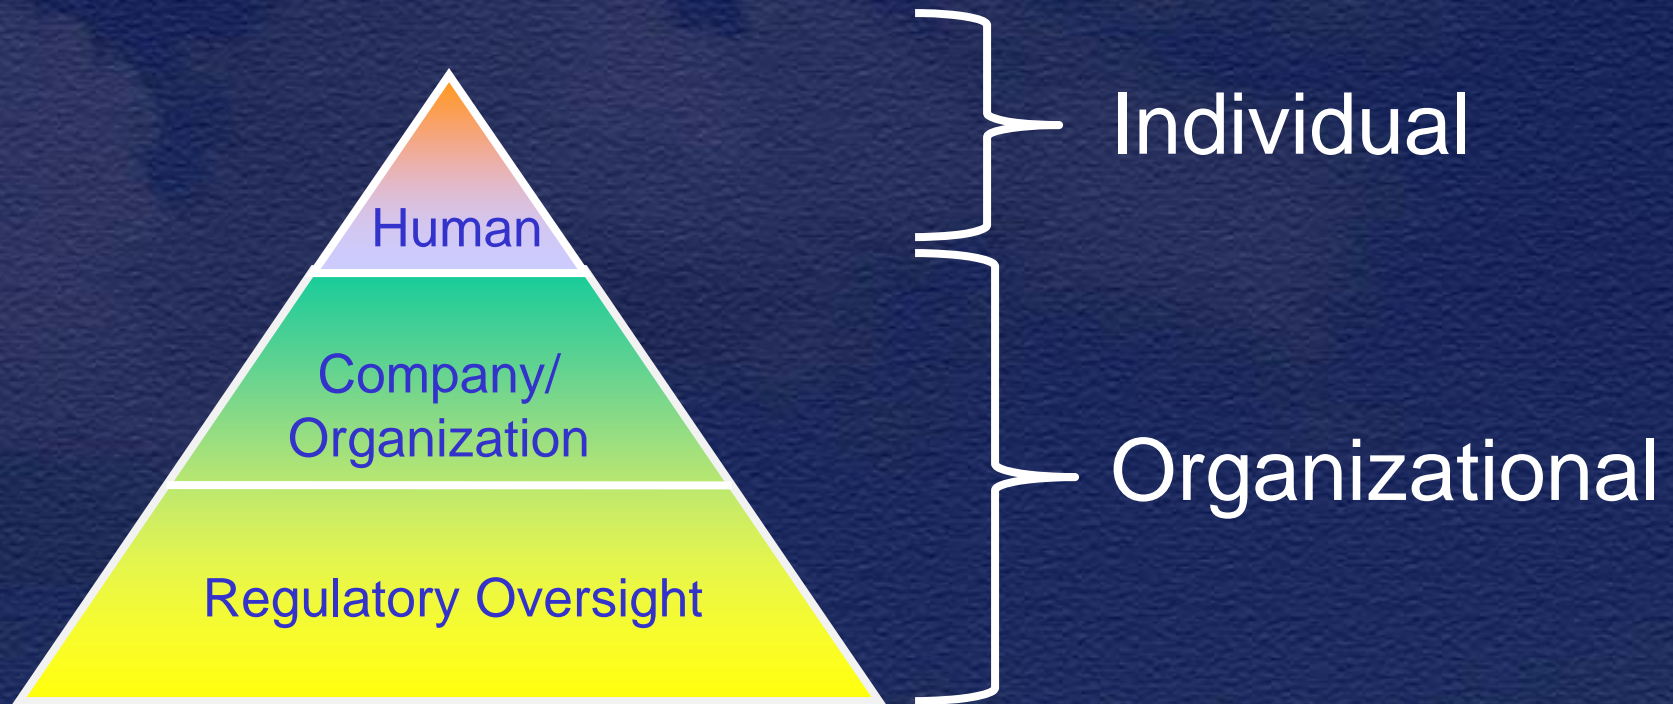 Individual
Human
Company/
Organization
Organizational
Regulatory Oversight